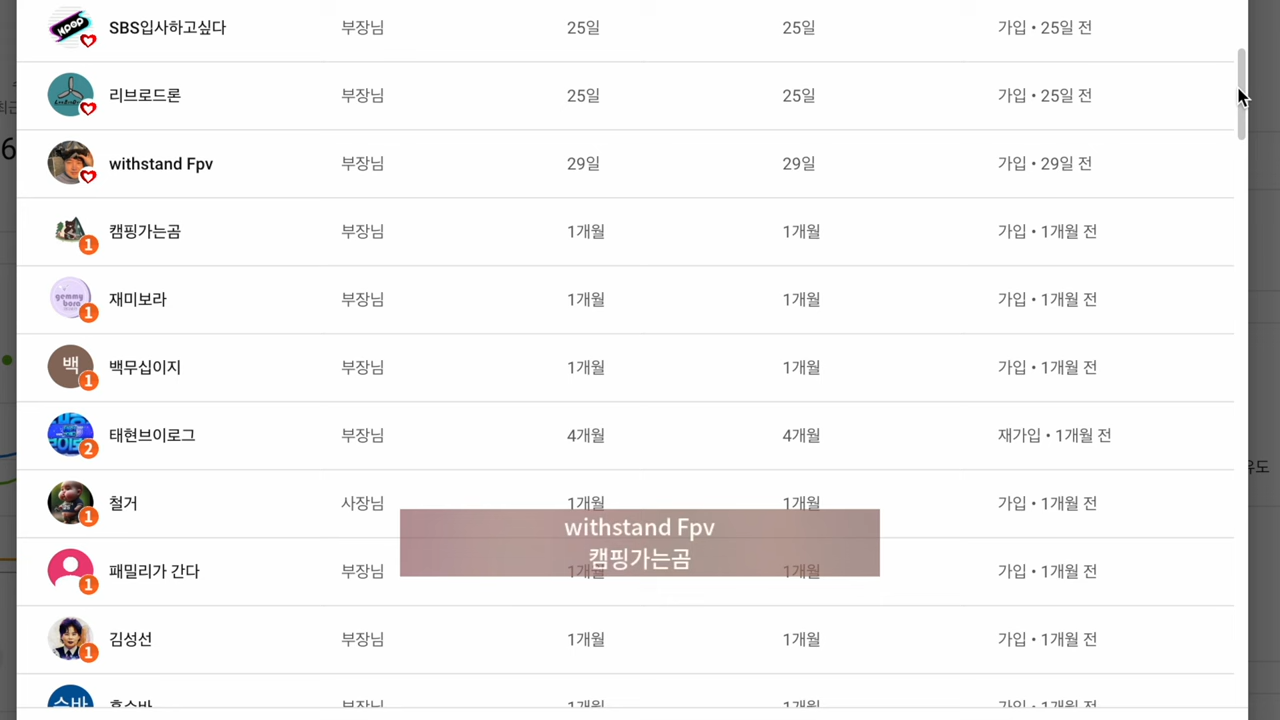 SBS입사하고싶다 부장님 25일 25일 가입 • 25일 전
리브로드론 부장님 25일 25일 가입 • 25일 전
withstand Fpv 부장님 29일 29일 가입 • 29일 전
1 캠핑가는곰 부장님 1개월 1개월 가입 • 1개월 전
gemmy
boro
1 재미보라 부장님 1개월 1개월 가입 • 1개월 전
백 1 백무십이지 부장님 1개월 1개월 가입 • 1개월 전
2 태현브이로그 부장님 4개월 4개월 재가입 • 1개월 전
1 철거 사장님 1개월 1개월 가입 • 1개월 전
withstand Fpv
캠핑가는곰
1 패밀리가 간다 부장님 1개월 1개월 가입 • 1개월 전
1 김성선 부장님 1개월 1개월 가입 • 1개월 전